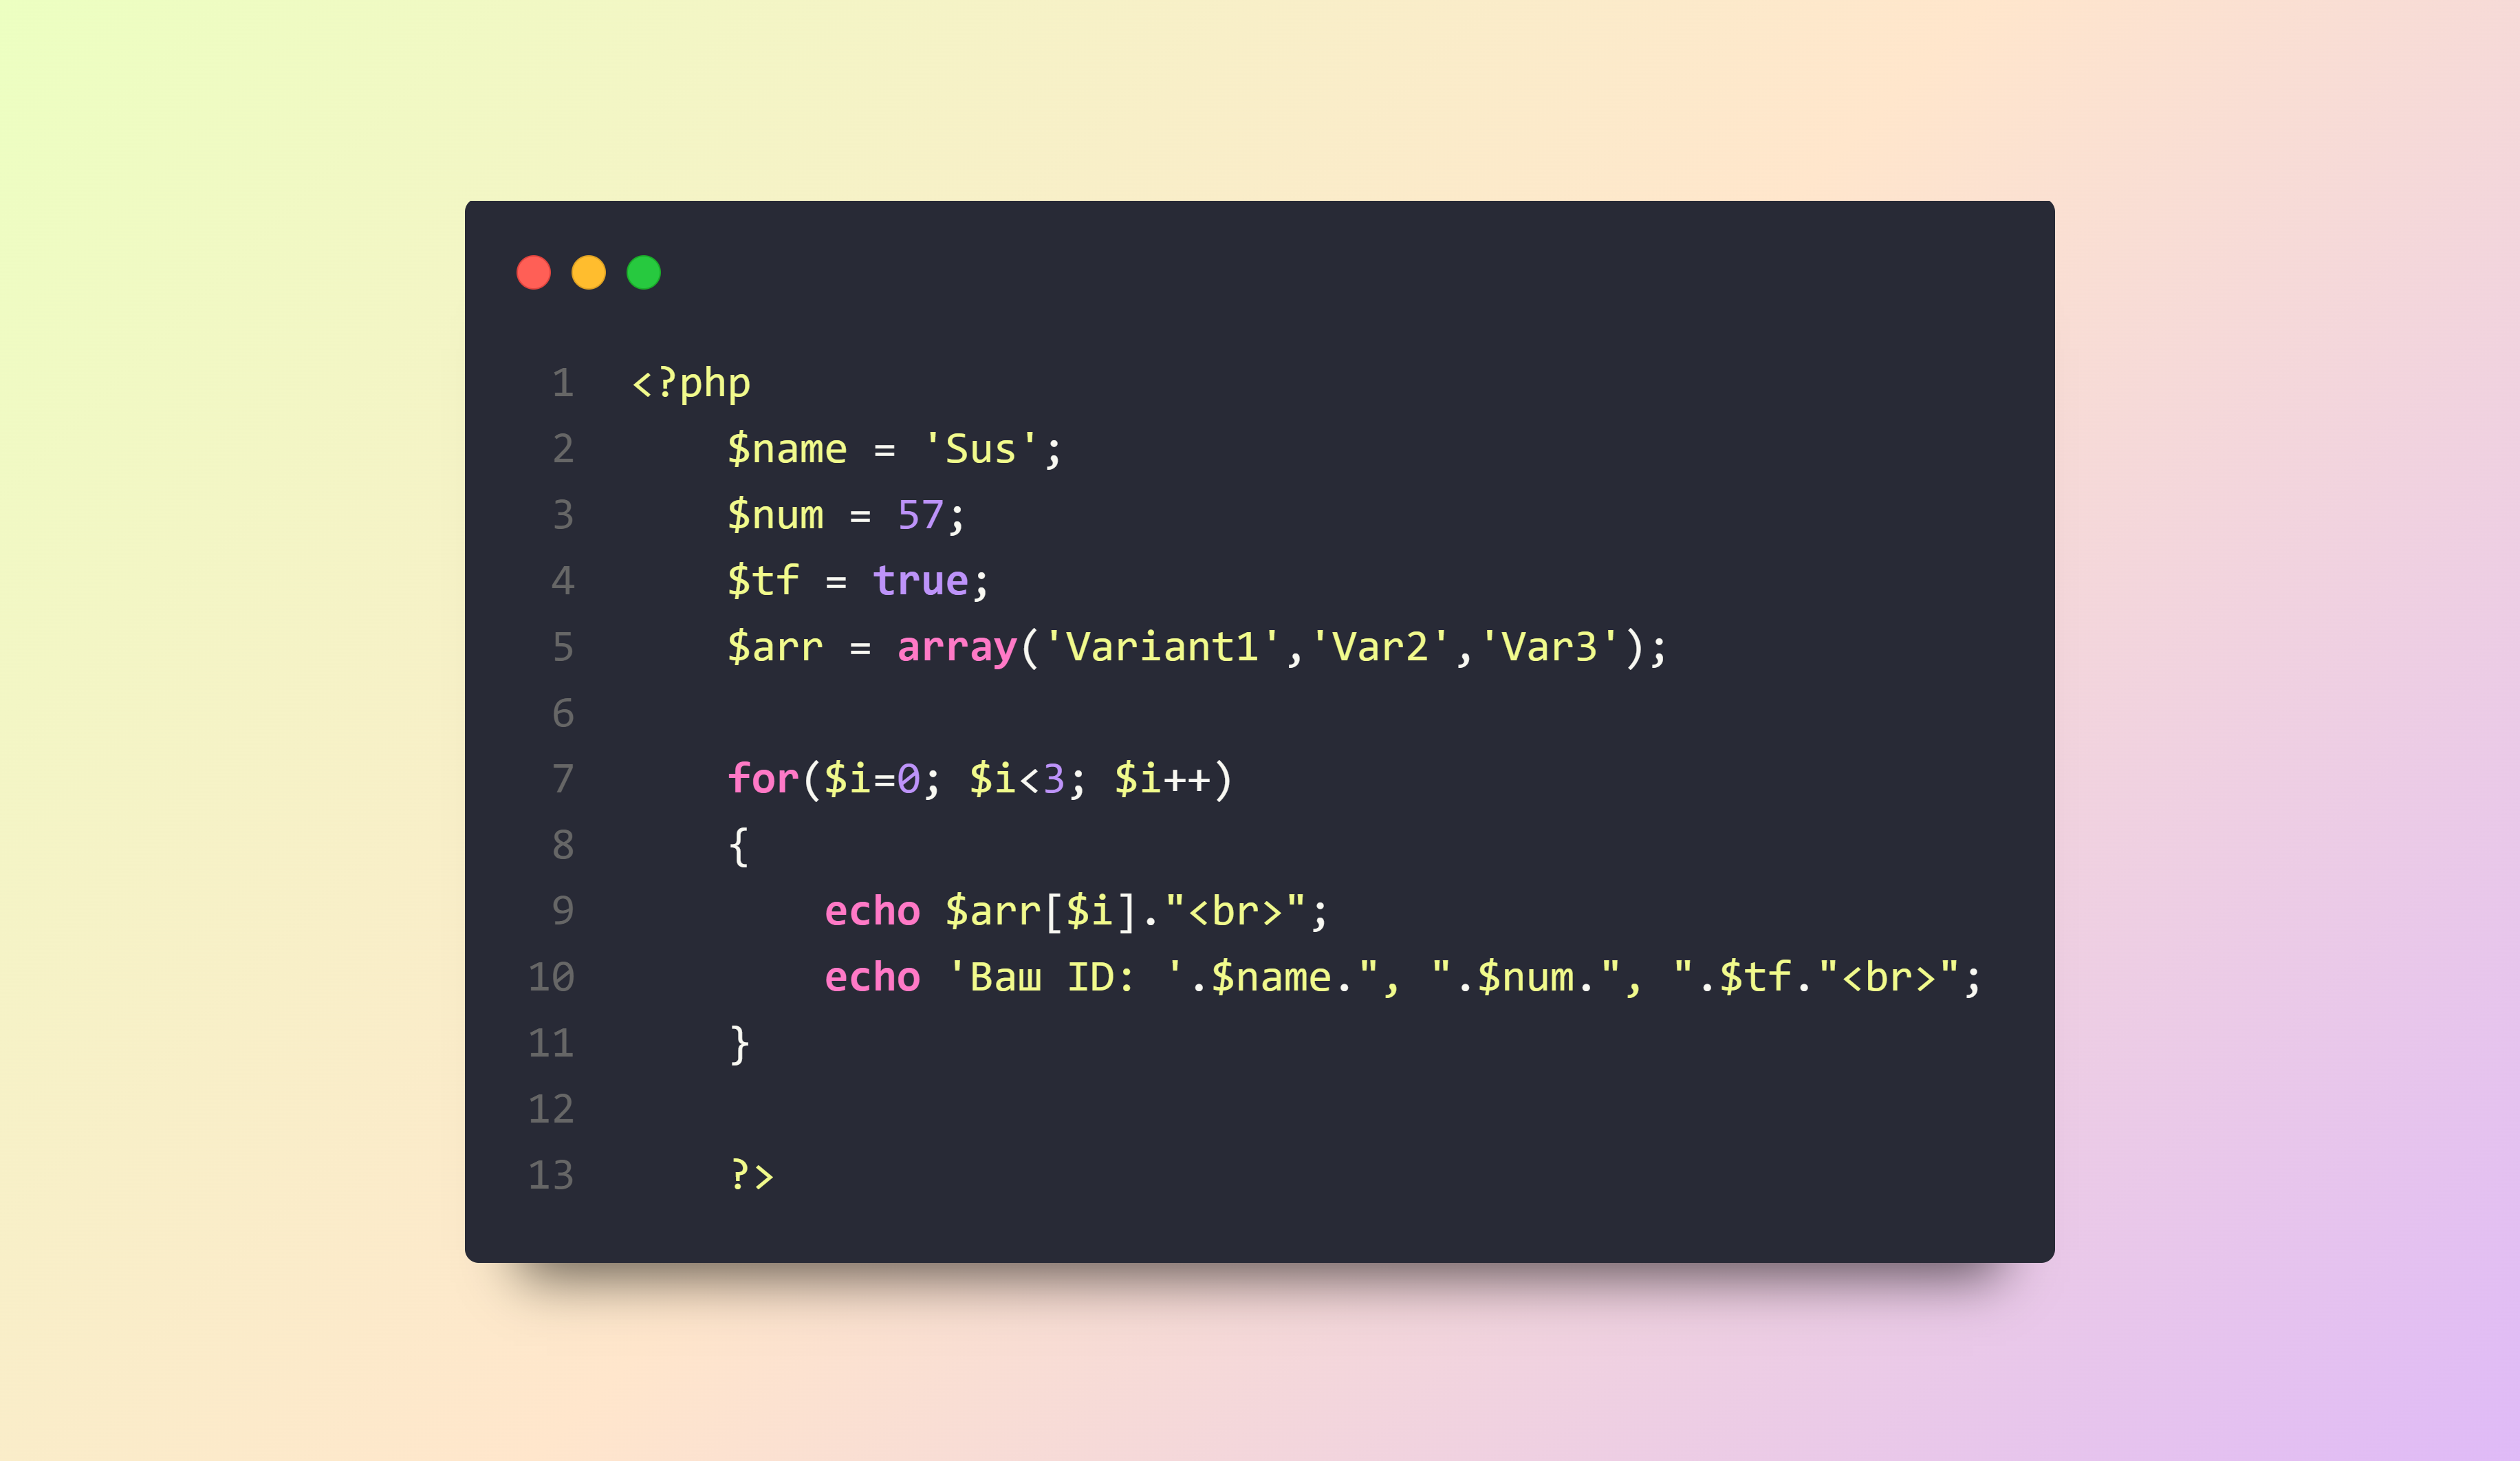 1 <?php
2 $name = 'Sus';
3 $num = 57;
4 $tf = true;
5 $arr = array('Variant1','Var2','Var3');
6
7 for($i=0; $i<3; $i++)
8 {
9 echo $arr[$i]."<br>";
10 echo 'Ваш ID: '.$name.", ".$num.", ".$tf."<br>";
11 }
12
13 ?>